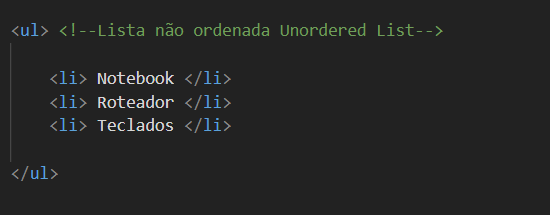 <ul> <!--Lista não ordenada Unordered List-->
<li> Notebook </li>
<li> Roteador </li>
<li> Teclados </li>
</ul>